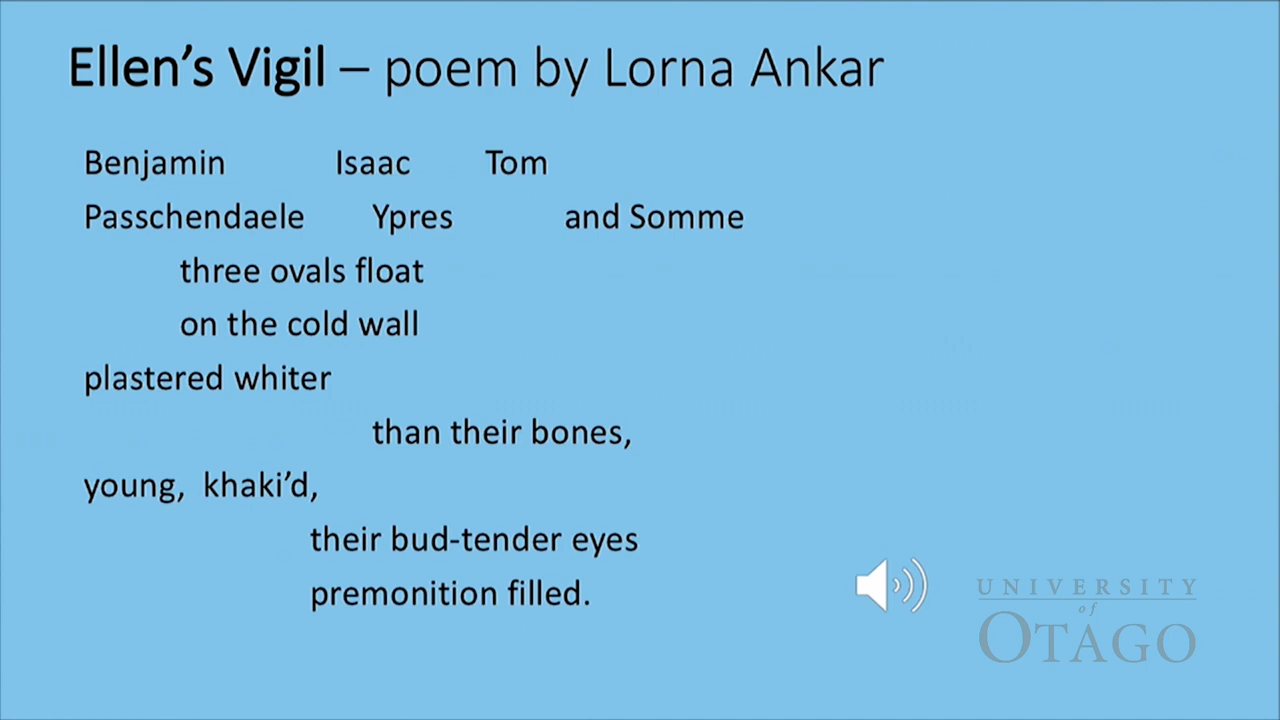 Ellen’s Vigil – poem by Lorna Ankar
Benjamin Isaac Tom
Passchendaele Ypres and Somme
three ovals float
on the cold wall
plastered whiter
than their bones,
young, khaki’d,
their bud-tender eyes
premonition filled.
UNIVERSITY
of
OTAGO